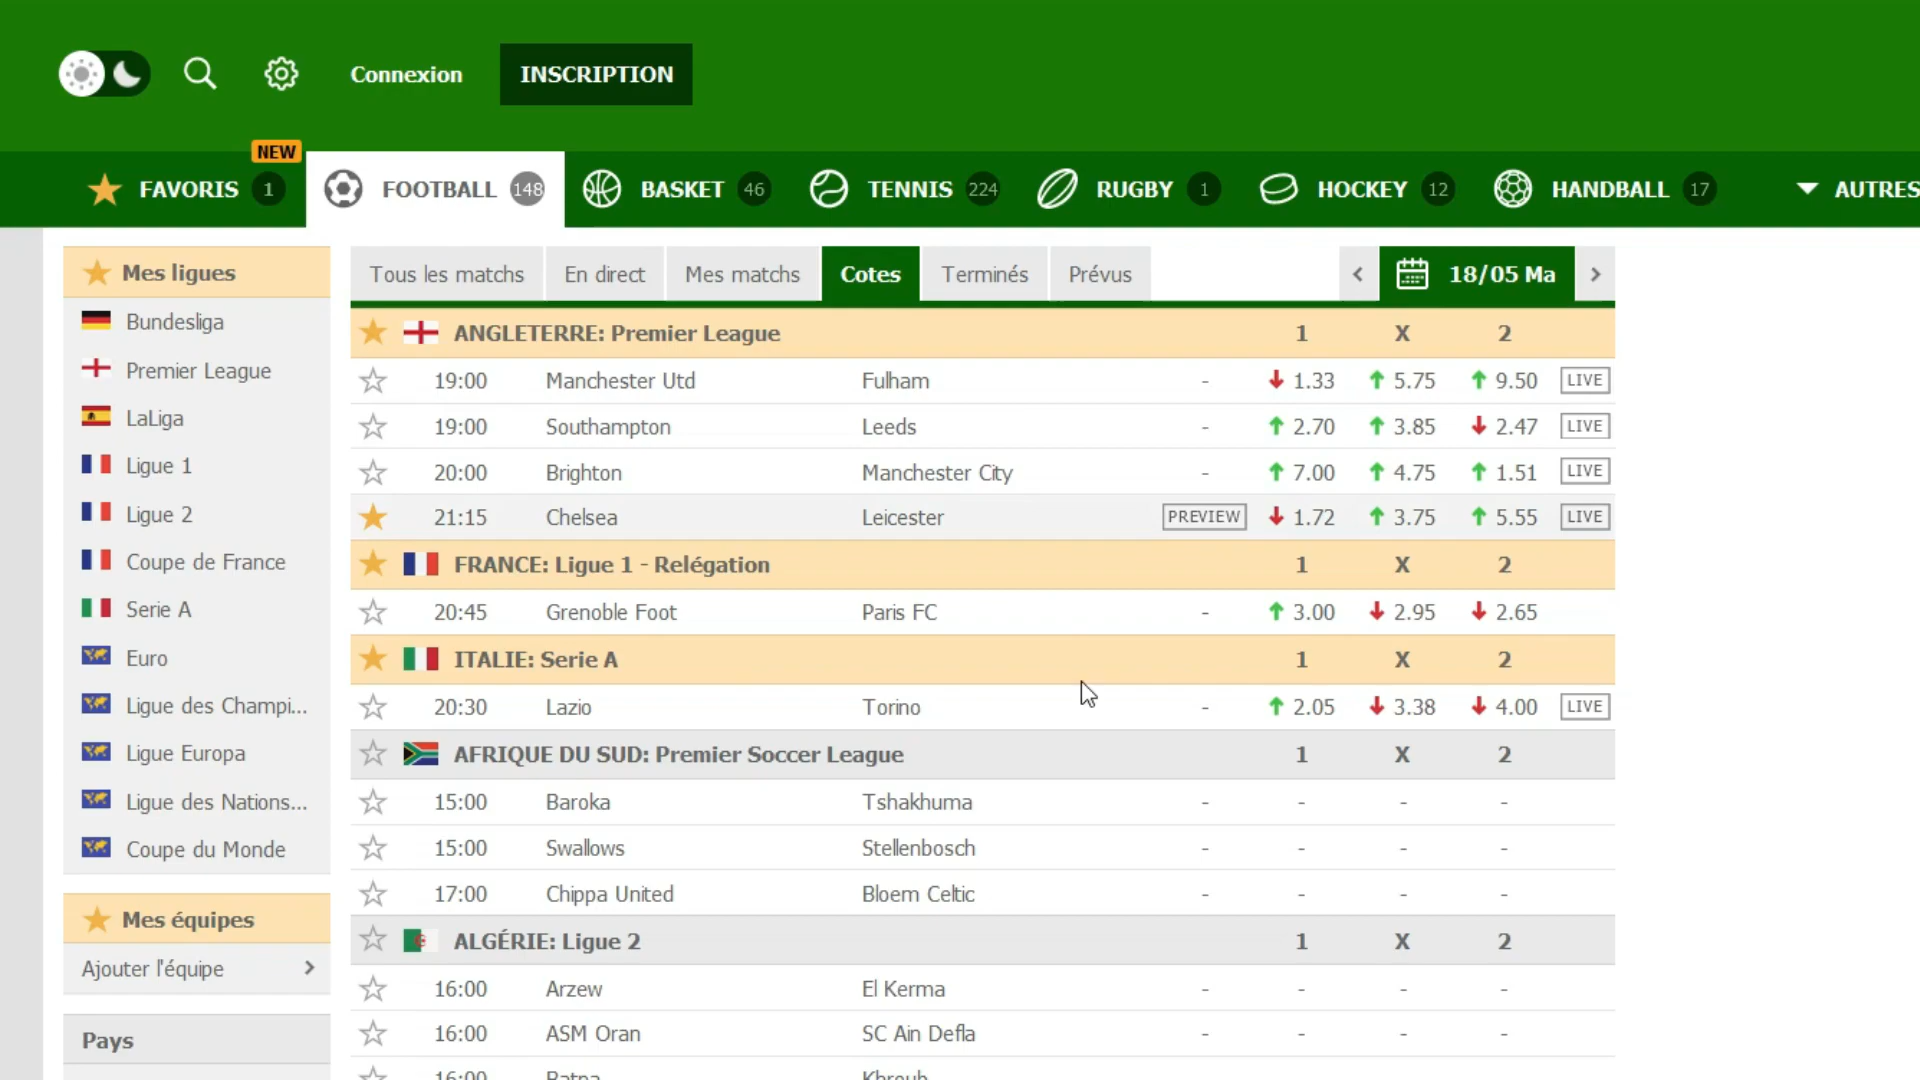 Connexion INSCRIPTION
NEW
FAVORIS 1 FOOTBALL 148 BASKET 46 TENNIS 224 RUGBY 1 HOCKEY 12 HANDBALL 17 AUTRES
Mes ligues
Bundesliga
Premier League
LaLiga
Ligue 1
Ligue 2
Coupe de France
Serie A
Euro
Ligue des Champi...
Ligue Europa
Ligue des Nations...
Coupe du Monde
Mes équipes
Ajouter l'équipe
Pays
Tous les matchs En direct Mes matchs Cotes Terminés Prévus 18/05 Ma
ANGLETERRE: Premier League 1 X 2
19:00 Manchester Utd Fulham - 1.33 5.75 9.50 LIVE
19:00 Southampton Leeds - 2.70 3.85 2.47 LIVE
20:00 Brighton Manchester City - 7.00 4.75 1.51 LIVE
21:15 Chelsea Leicester PREVIEW 1.72 3.75 5.55 LIVE
FRANCE: Ligue 1 - Relégation 1 X 2
20:45 Grenoble Foot Paris FC - 3.00 2.95 2.65
ITALIE: Serie A 1 X 2
20:30 Lazio Torino - 2.05 3.38 4.00 LIVE
AFRIQUE DU SUD: Premier Soccer League 1 X 2
15:00 Baroka Tshakhuma - - - -
15:00 Swallows Stellenbosch - - - -
17:00 Chippa United Bloem Celtic - - - -
ALGÉRIE: Ligue 2 1 X 2
16:00 Arzew El Kerma - - - -
16:00 ASM Oran SC Ain Defla - - - -
16:00 Batna Khroub